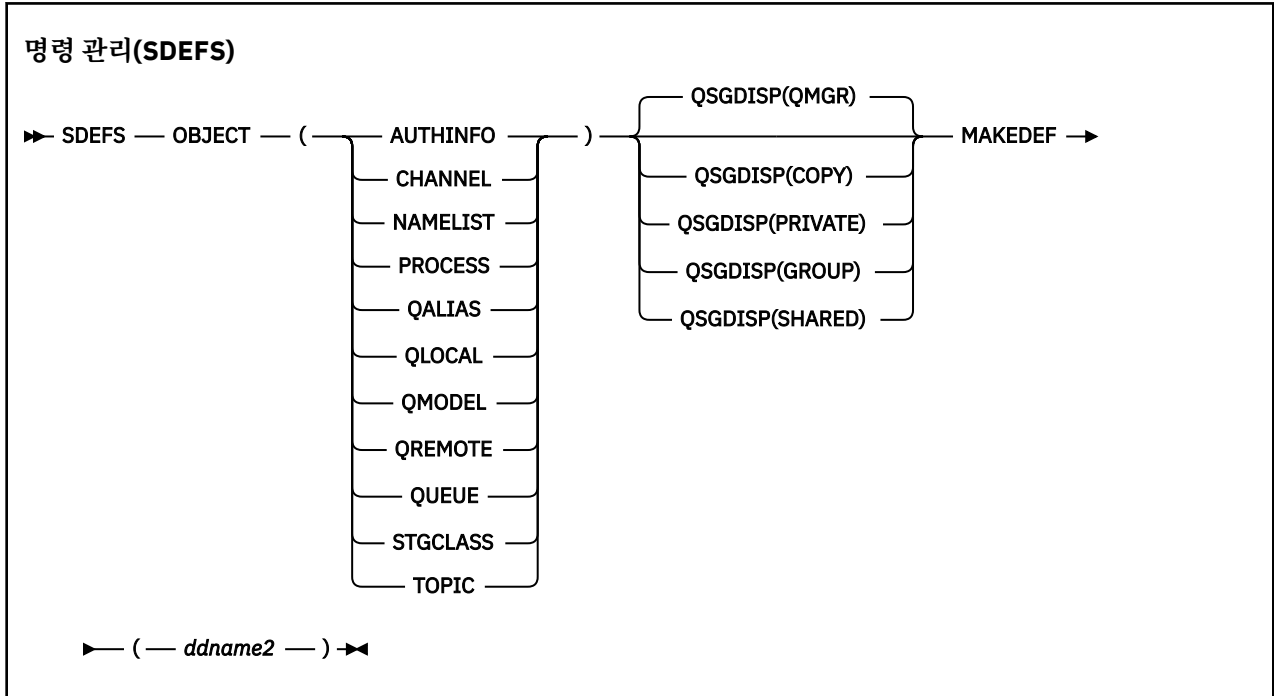 명령 관리(SDEFS)
QSGDISP(QMGR)
SDEFS OBJECT ( AUTHINFO ) MAKEDEF
CHANNEL QSGDISP(COPY)
NAMELIST QSGDISP(PRIVATE)
PROCESS QSGDISP(GROUP)
QALIAS QSGDISP(SHARED)
QLOCAL
QMODEL
QREMOTE
QUEUE
STGCLASS
TOPIC
( ddname2 )